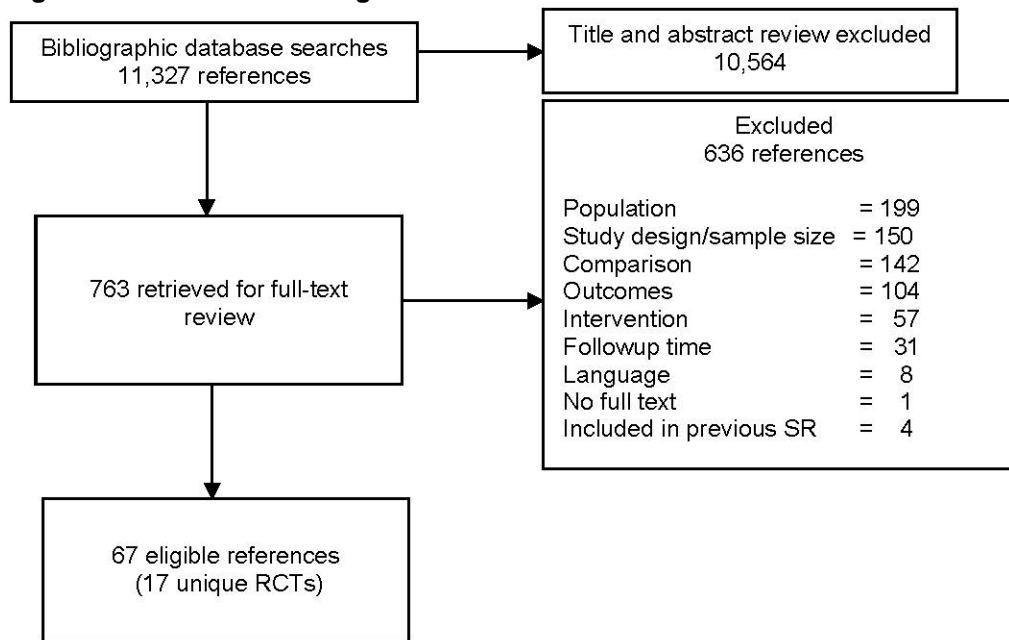 Bibliographic database searches
11,327 references
Title and abstract review excluded
10,564
Excluded
636 references
Population = 199
Study design/sample size = 150
Comparison = 142
Outcomes = 104
Intervention = 57
Followup time = 31
Language = 8
No full text = 1
Included in previous SR = 4
763 retrieved for full-text
review
67 eligible references
(17 unique RCTs)